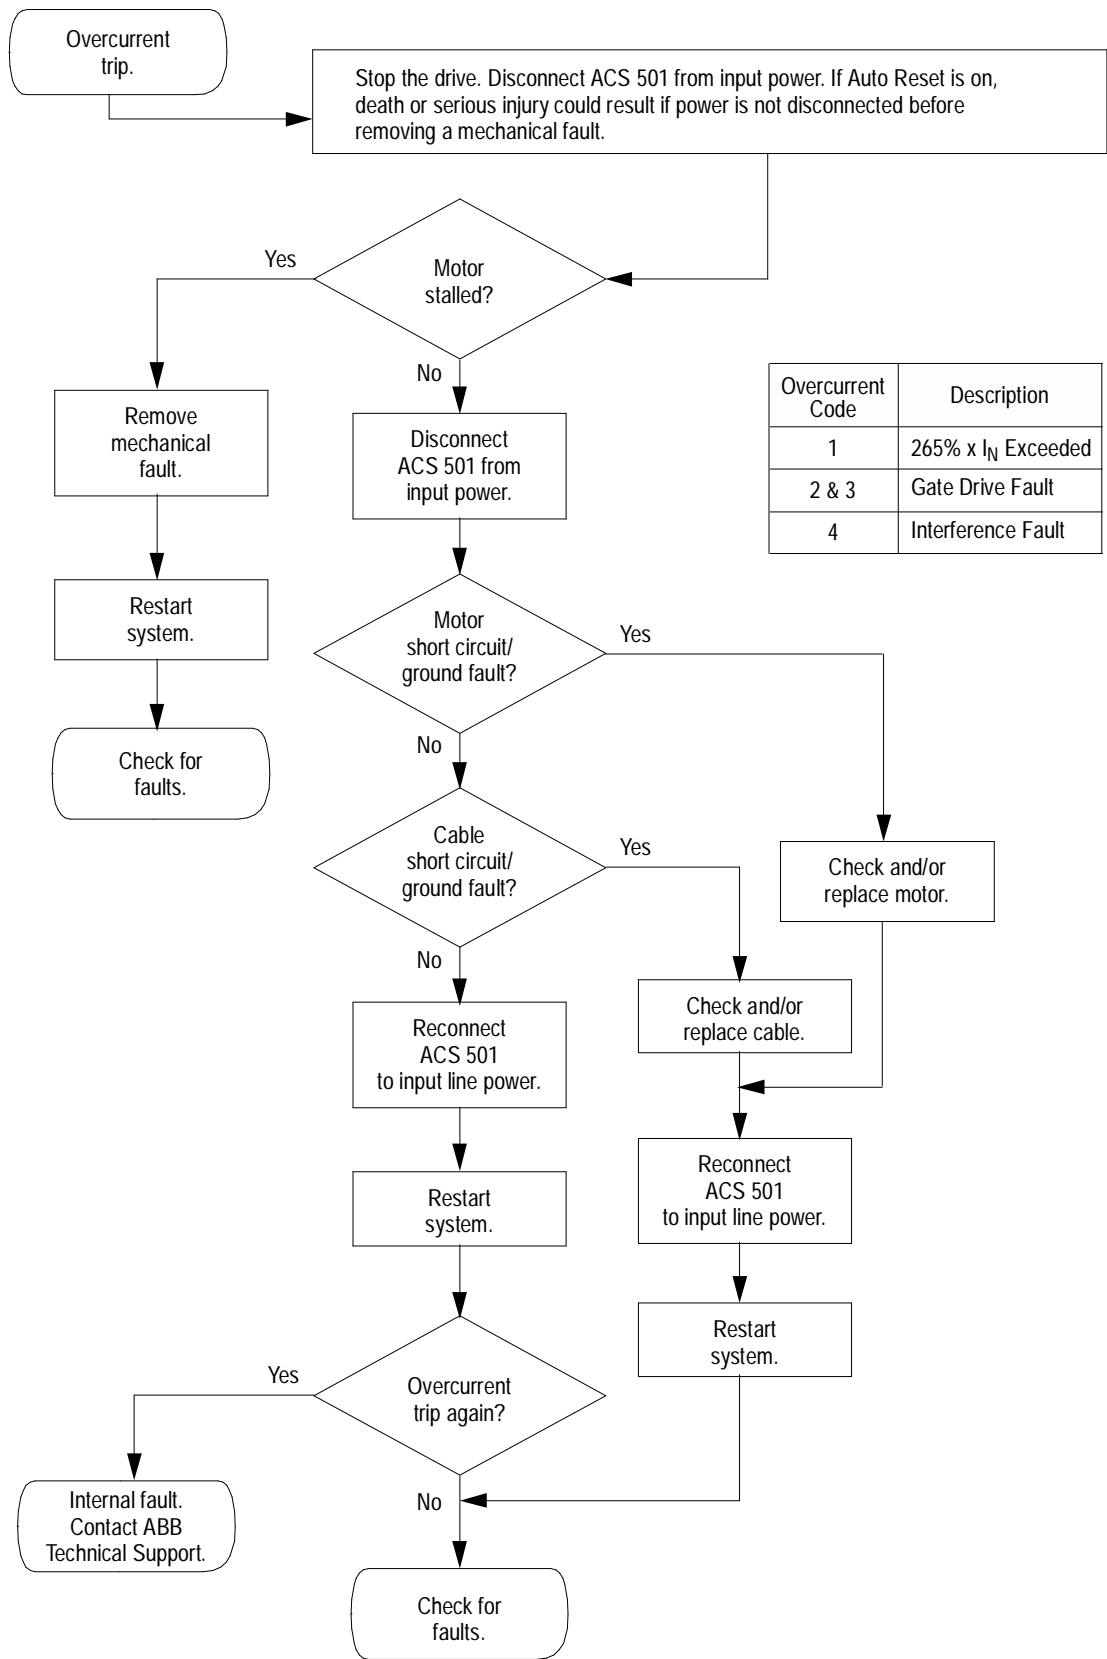 Overcurrent
trip.
Stop the drive. Disconnect ACS 501 from input power. If Auto Reset is on,
death or serious injury could result if power is not disconnected before
removing a mechanical fault.
Yes
Motor
stalled?
No
Remove
mechanical
fault.
Disconnect
ACS 501 from
input power.
Overcurrent
Code
Description
1
265% x IN Exceeded
2 & 3
Gate Drive Fault
4
Interference Fault
Restart
system.
Motor
short circuit/
ground fault?
Yes
No
Check for
faults.
Cable
short circuit/
ground fault?
Yes
No
Check and/or
replace motor.
Reconnect
ACS 501
to input line power.
Check and/or
replace cable.
Restart
system.
Reconnect
ACS 501
to input line power.
Restart
system.
Yes
Overcurrent
trip again?
No
Internal fault.
Contact ABB
Technical Support.
Check for
faults.